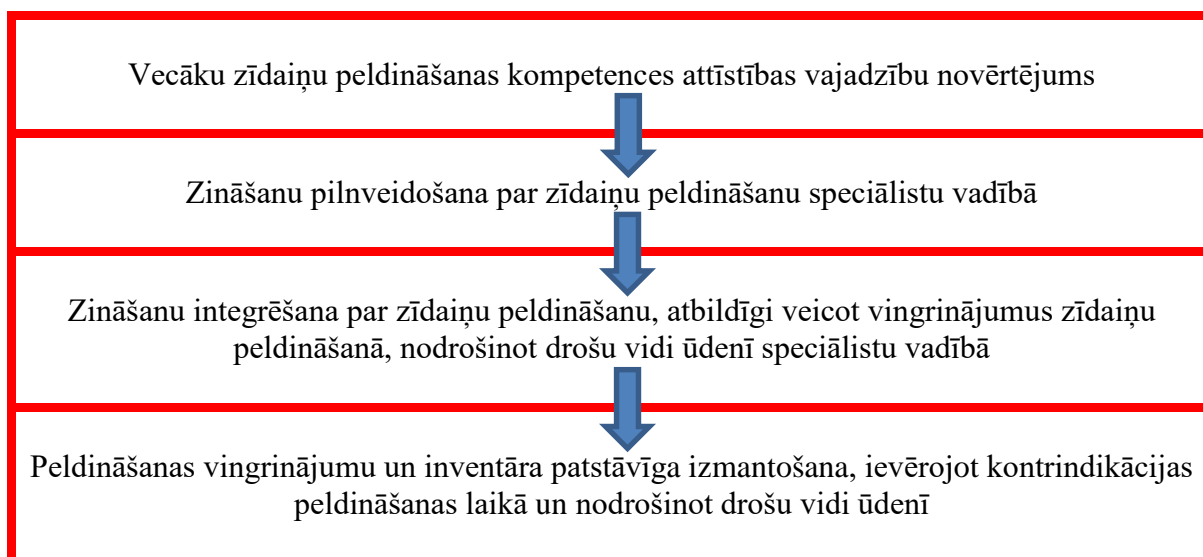 Vecāku zīdaiņu peldināšanas kompetences attīstības vajadzību novērtējums
Zināšanu pilnveidošana par zīdaiņu peldināšanu speciālistu vadībā
Zināšanu integrēšana par zīdaiņu peldināšanu, atbildīgi veicot vingrinājumus zīdaiņu
peldināšanā, nodrošinot drošu vidi ūdenī speciālistu vadībā
Peldināšanas vingrinājumu un inventāra patstāvīga izmantošana, ievērojot kontrindikācijas
peldināšanas laikā un nodrošinot drošu vidi ūdenī